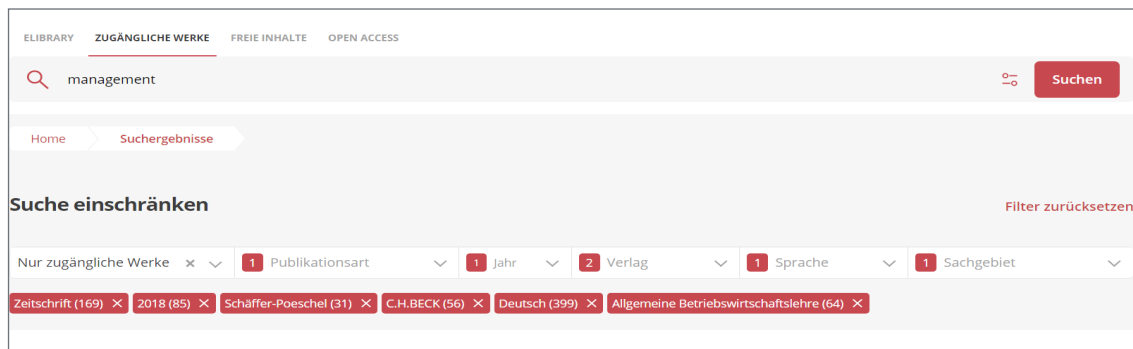 ELIBRARY ZUGÄNGLICHE WERKE FREIE INHALTE OPEN ACCESS
management Suchen
Home Suchergebnisse
Suche einschränken Filter zurücksetzen
Nur zugängliche Werke × 1 Publikationsart 1 Jahr 2 Verlag 1 Sprache 1 Sachgebiet
Zeitschrift (169) × 2018 (85) × Schäffer-Poeschel (31) × C.H.BECK (56) × Deutsch (399) × Allgemeine Betriebswirtschaftslehre (64) ×